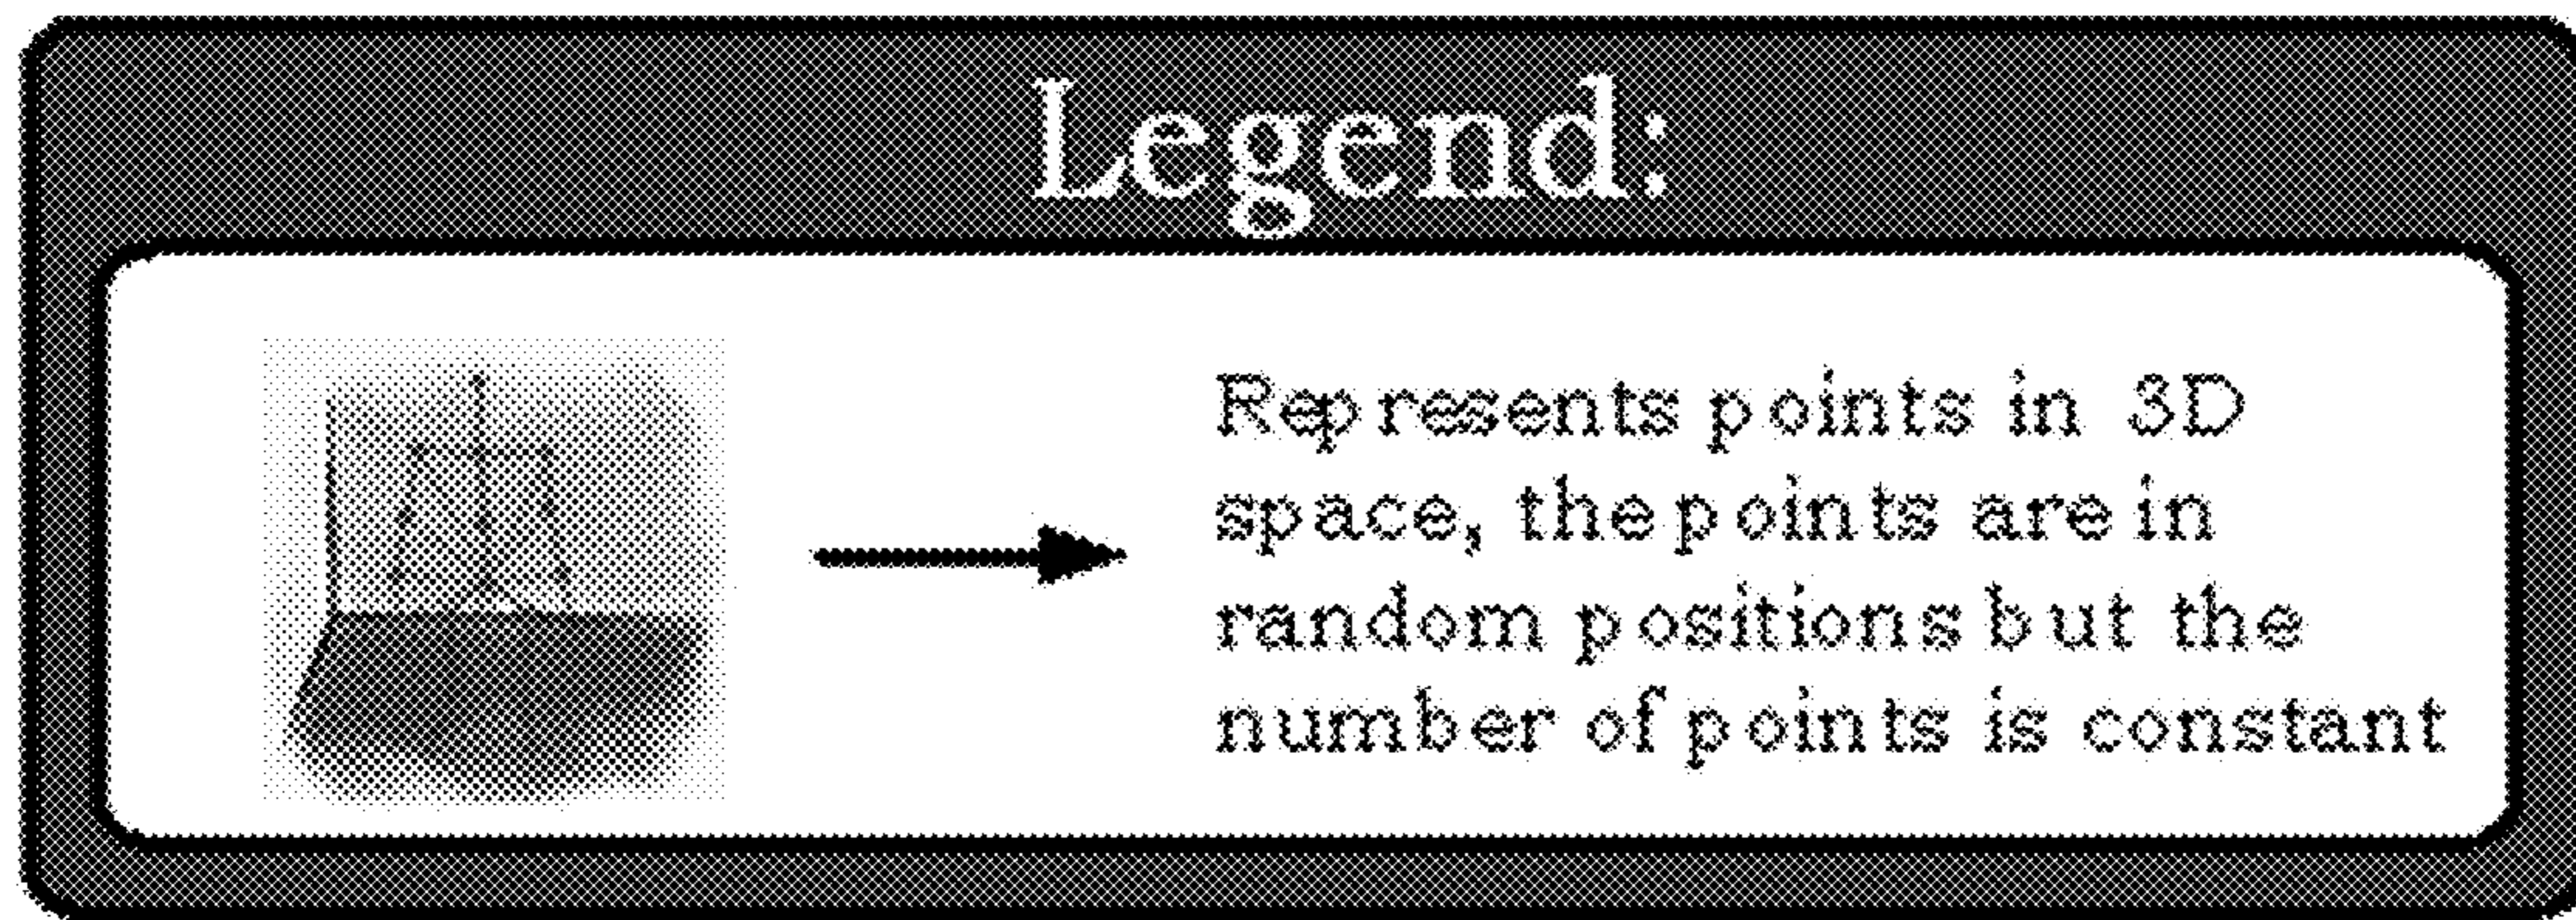 Legend:
Represents points in 3D
space, the points are in
random positions but the
number of points is constant